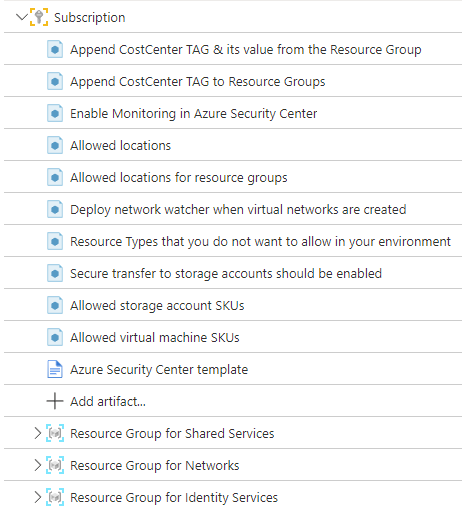 Subscription
Append CostCenter TAG & its value from the Resource Group
Append CostCenter TAG to Resource Groups
Enable Monitoring in Azure Security Center
Allowed locations
Allowed locations for resource groups
Deploy network watcher when virtual networks are created
Resource Types that you do not want to allow in your environment
Secure transfer to storage accounts should be enabled
Allowed storage account SKUs
Allowed virtual machine SKUs
Azure Security Center template
Add artifact...
Resource Group for Shared Services
Resource Group for Networks
Resource Group for Identity Services